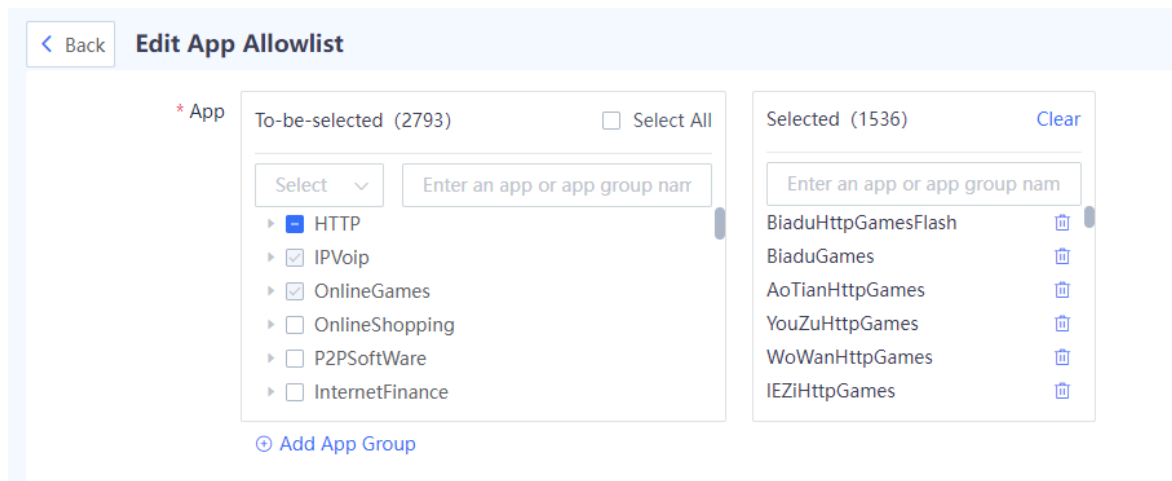 Back Edit App Allowlist
* App
To-be-selected (2793) Select All
Select Enter an app or app group nam
HTTP
IPVoip
OnlineGames
OnlineShopping
P2PSoftWare
InternetFinance
Add App Group
Selected (1536) Clear
Enter an app or app group nam
BiaduHttpGamesFlash
BiaduGames
AoTianHttpGames
YouZuHttpGames
WoWanHttpGames
IEZiHttpGames